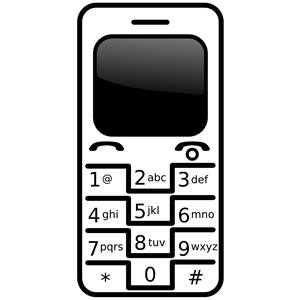 1@ 2abc 3def
4ghi 5jkl 6mno
7pqrs 8tuv 9wxyz
* 0 #